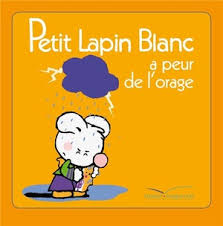 Petit Lapin Blanc
a peur
de l'orage